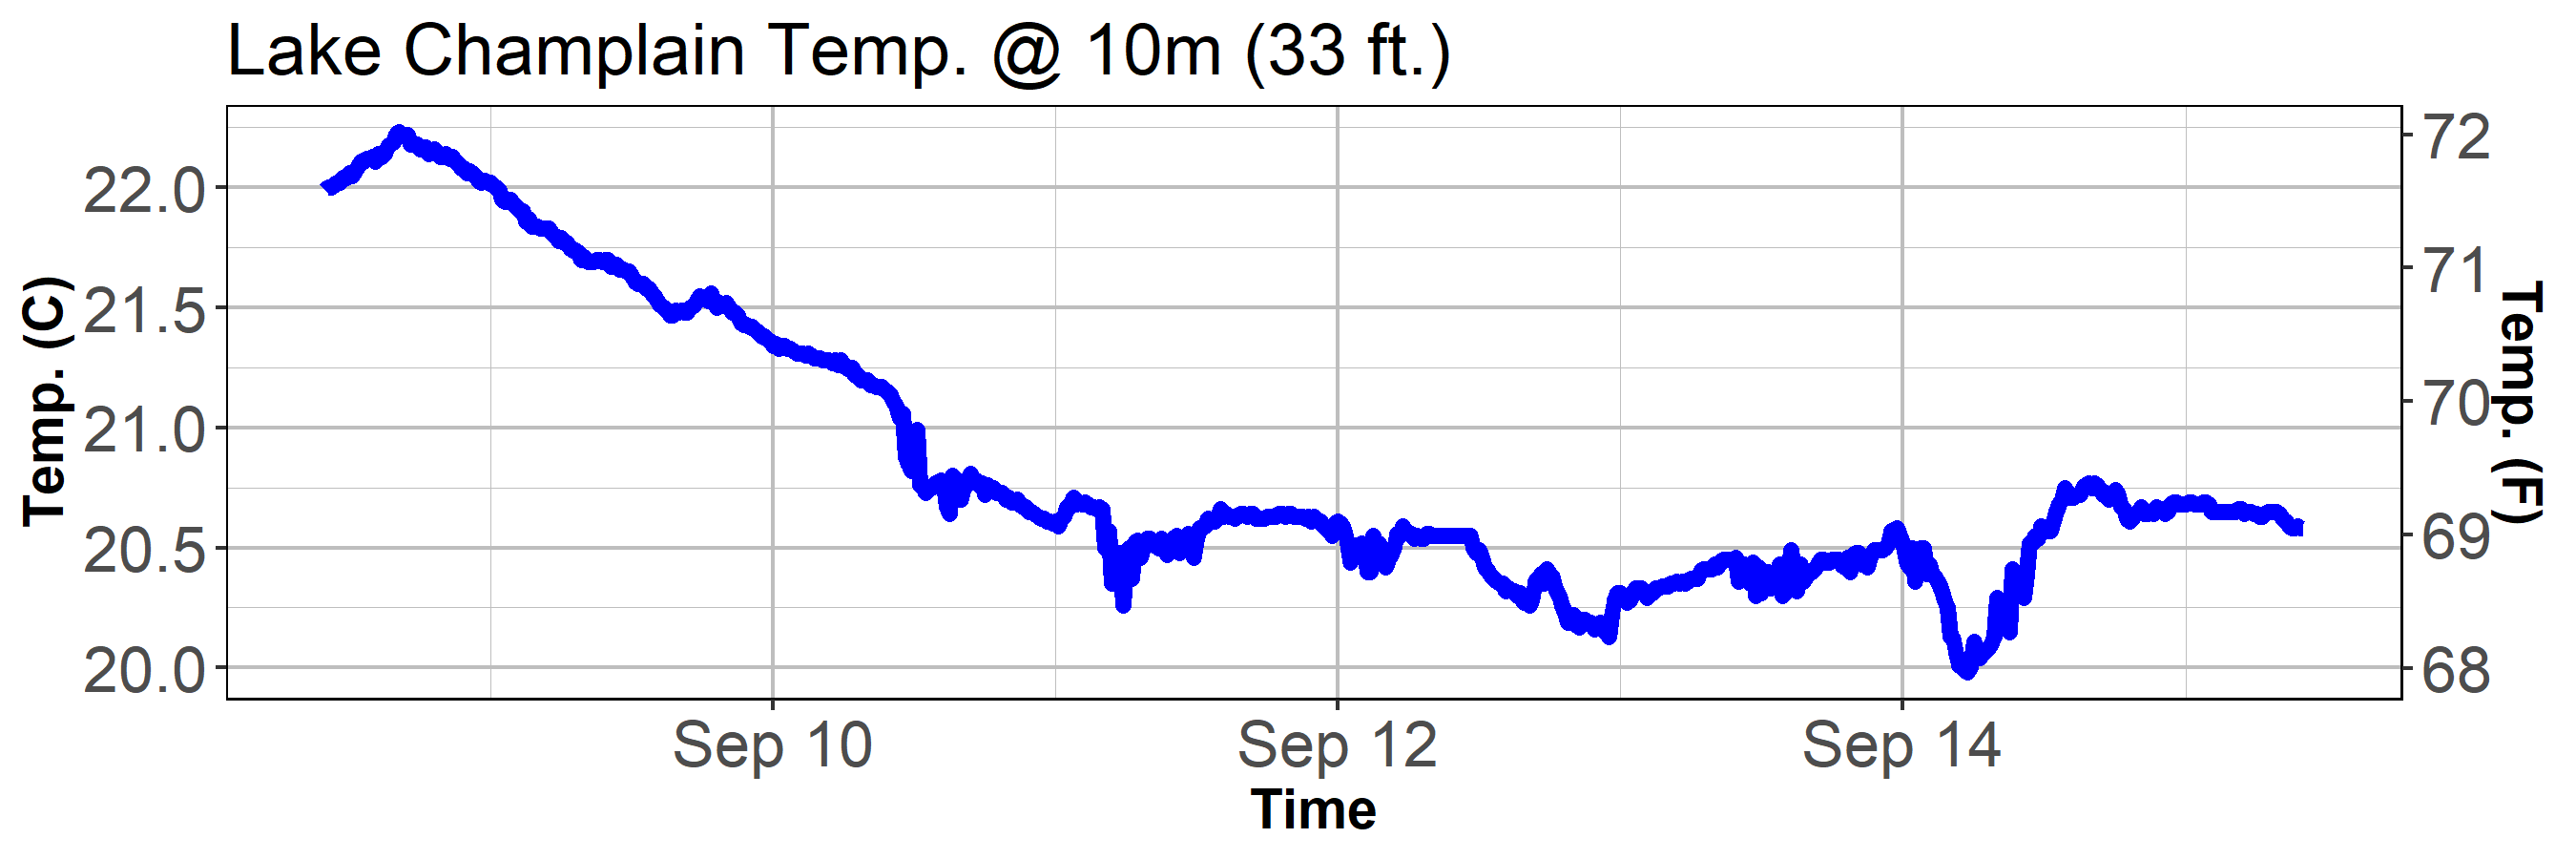 Lake Champlain Temp. @ 10m (33 ft.)
Temp. (C)
22.0
21.5
21.0
20.5
20.0
72
71
70
69
68
Temp. (F)
Sep 10
Sep 12
Sep 14
Time